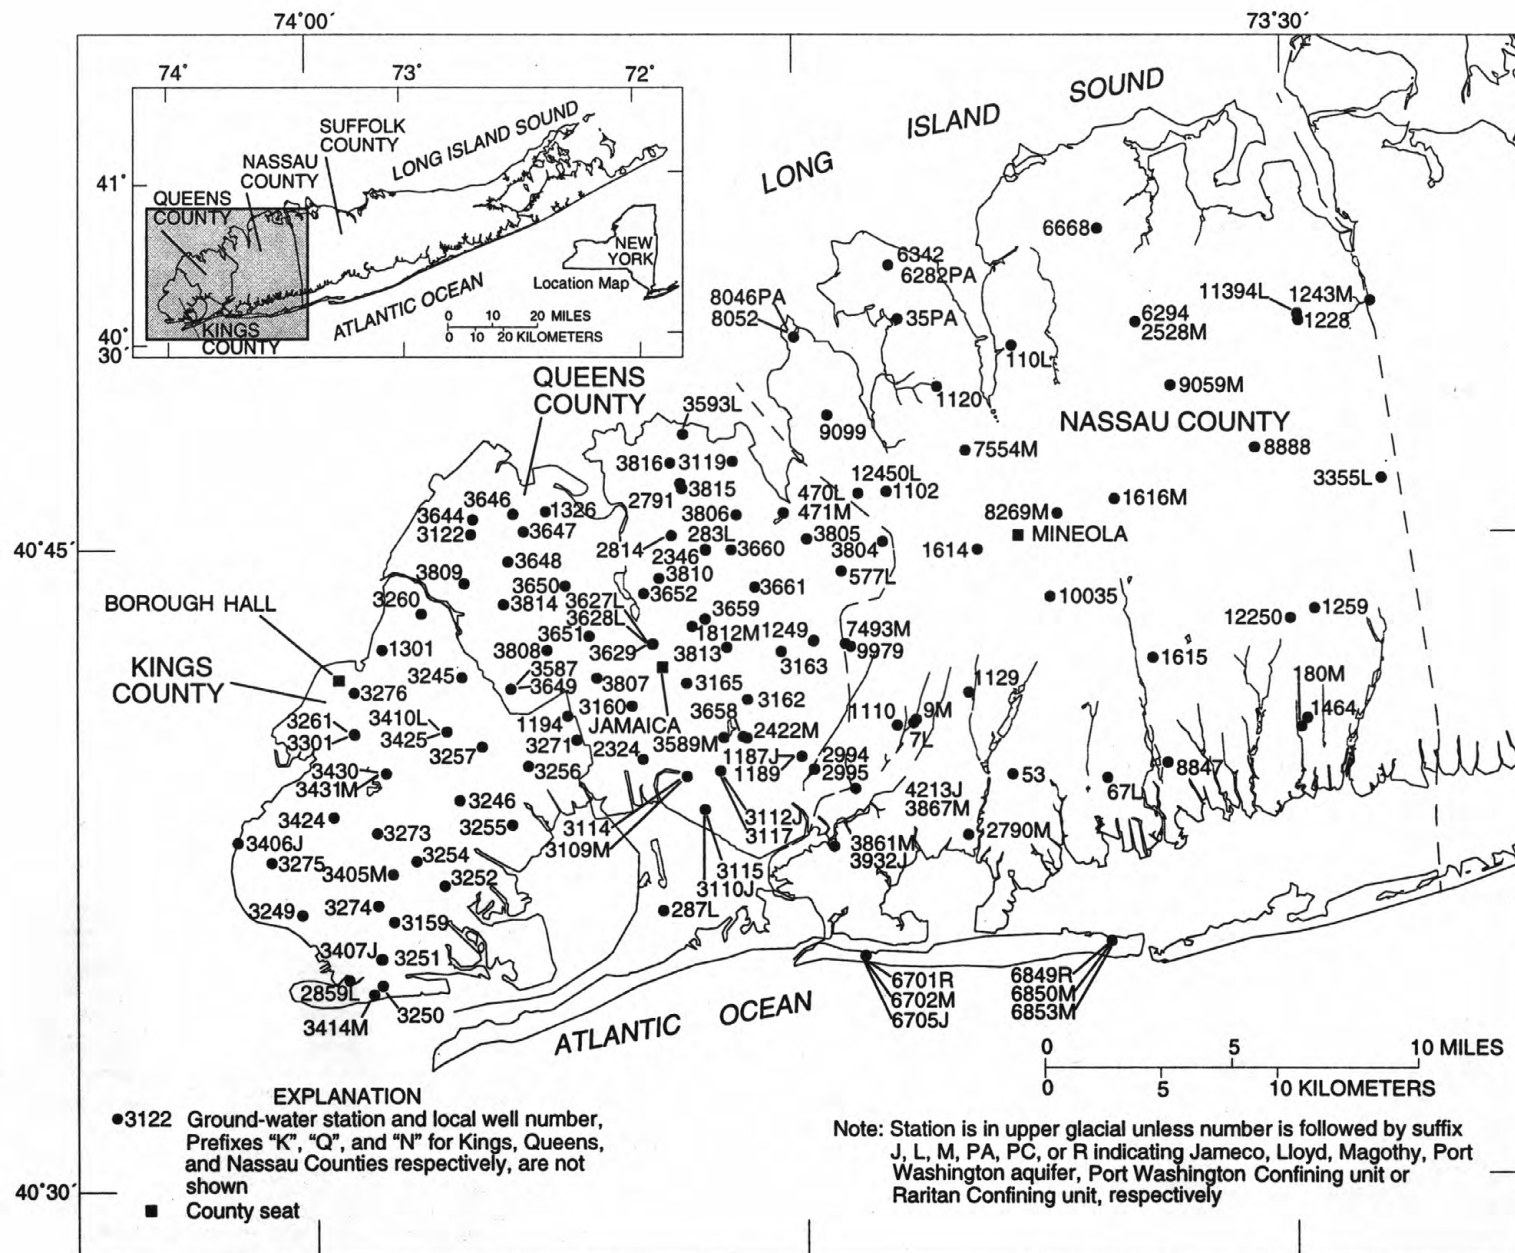 74°00′
73°30′
74°
73°
72°
41°
40°
30′
LONG ISLAND SOUND
SUFFOLK
COUNTY
NASSAU
COUNTY
QUEENS
COUNTY
KINGS
COUNTY
ATLANTIC OCEAN
NEW
YORK
Location Map
0 10 20 MILES
0 10 20 KILOMETERS
LONG ISLAND SOUND
6668
6342
6282PA
8046PA
8052
35PA
11394L
1243M
1228
6294
2528M
110L
9059M
1120
NASSAU COUNTY
QUEENS
COUNTY
3593L
9099
7554M
8888
3816
3119
12450L
3355L
2791
3815
470L
1102
1616M
3646
1326
3806
471M
8269M
3644
3122
3647
283L
3805
MINEOLA
2814
2346
3660
3804
1614
3648
3810
577L
3809
3650
3652
3661
10035
3260
3814
3627L
3628L
3659
1259
12250
BOROUGH HALL
3651
1812M
1249
7493M
1301
3808
3629
3813
3163
9979
1615
KINGS
COUNTY
3245
3587
3649
3807
3165
1129
180M
3276
3160
3162
1464
3261
3410L
1194
JAMAICA
3658
1110
9M
7L
3301
3425
3271
2324
3589M
2422M
3257
1187J
2994
3430
3256
1189
2995
53
8847
3431M
67L
3246
4213J
3867M
3424
3255
3114
3112J
3117
2790M
3406J
3273
3109M
3861M
3932J
3275
3254
3405M
3115
3110J
3252
3249
3274
3159
287L
3407J
3251
2859L
3250
3414M
6701R
6702M
6705J
6849R
6850M
6853M
40°45′
ATLANTIC OCEAN
0 5 10 MILES
0 5 10 KILOMETERS
EXPLANATION
3122 Ground-water station and local well number,
Prefixes “K”, “Q”, and “N” for Kings, Queens,
and Nassau Counties respectively, are not
shown
County seat
40°30′
Note: Station is in upper glacial unless number is followed by suffix
J, L, M, PA, PC, or R indicating Jameco, Lloyd, Magothy, Port
Washington aquifer, Port Washington Confining unit or
Raritan Confining unit, respectively